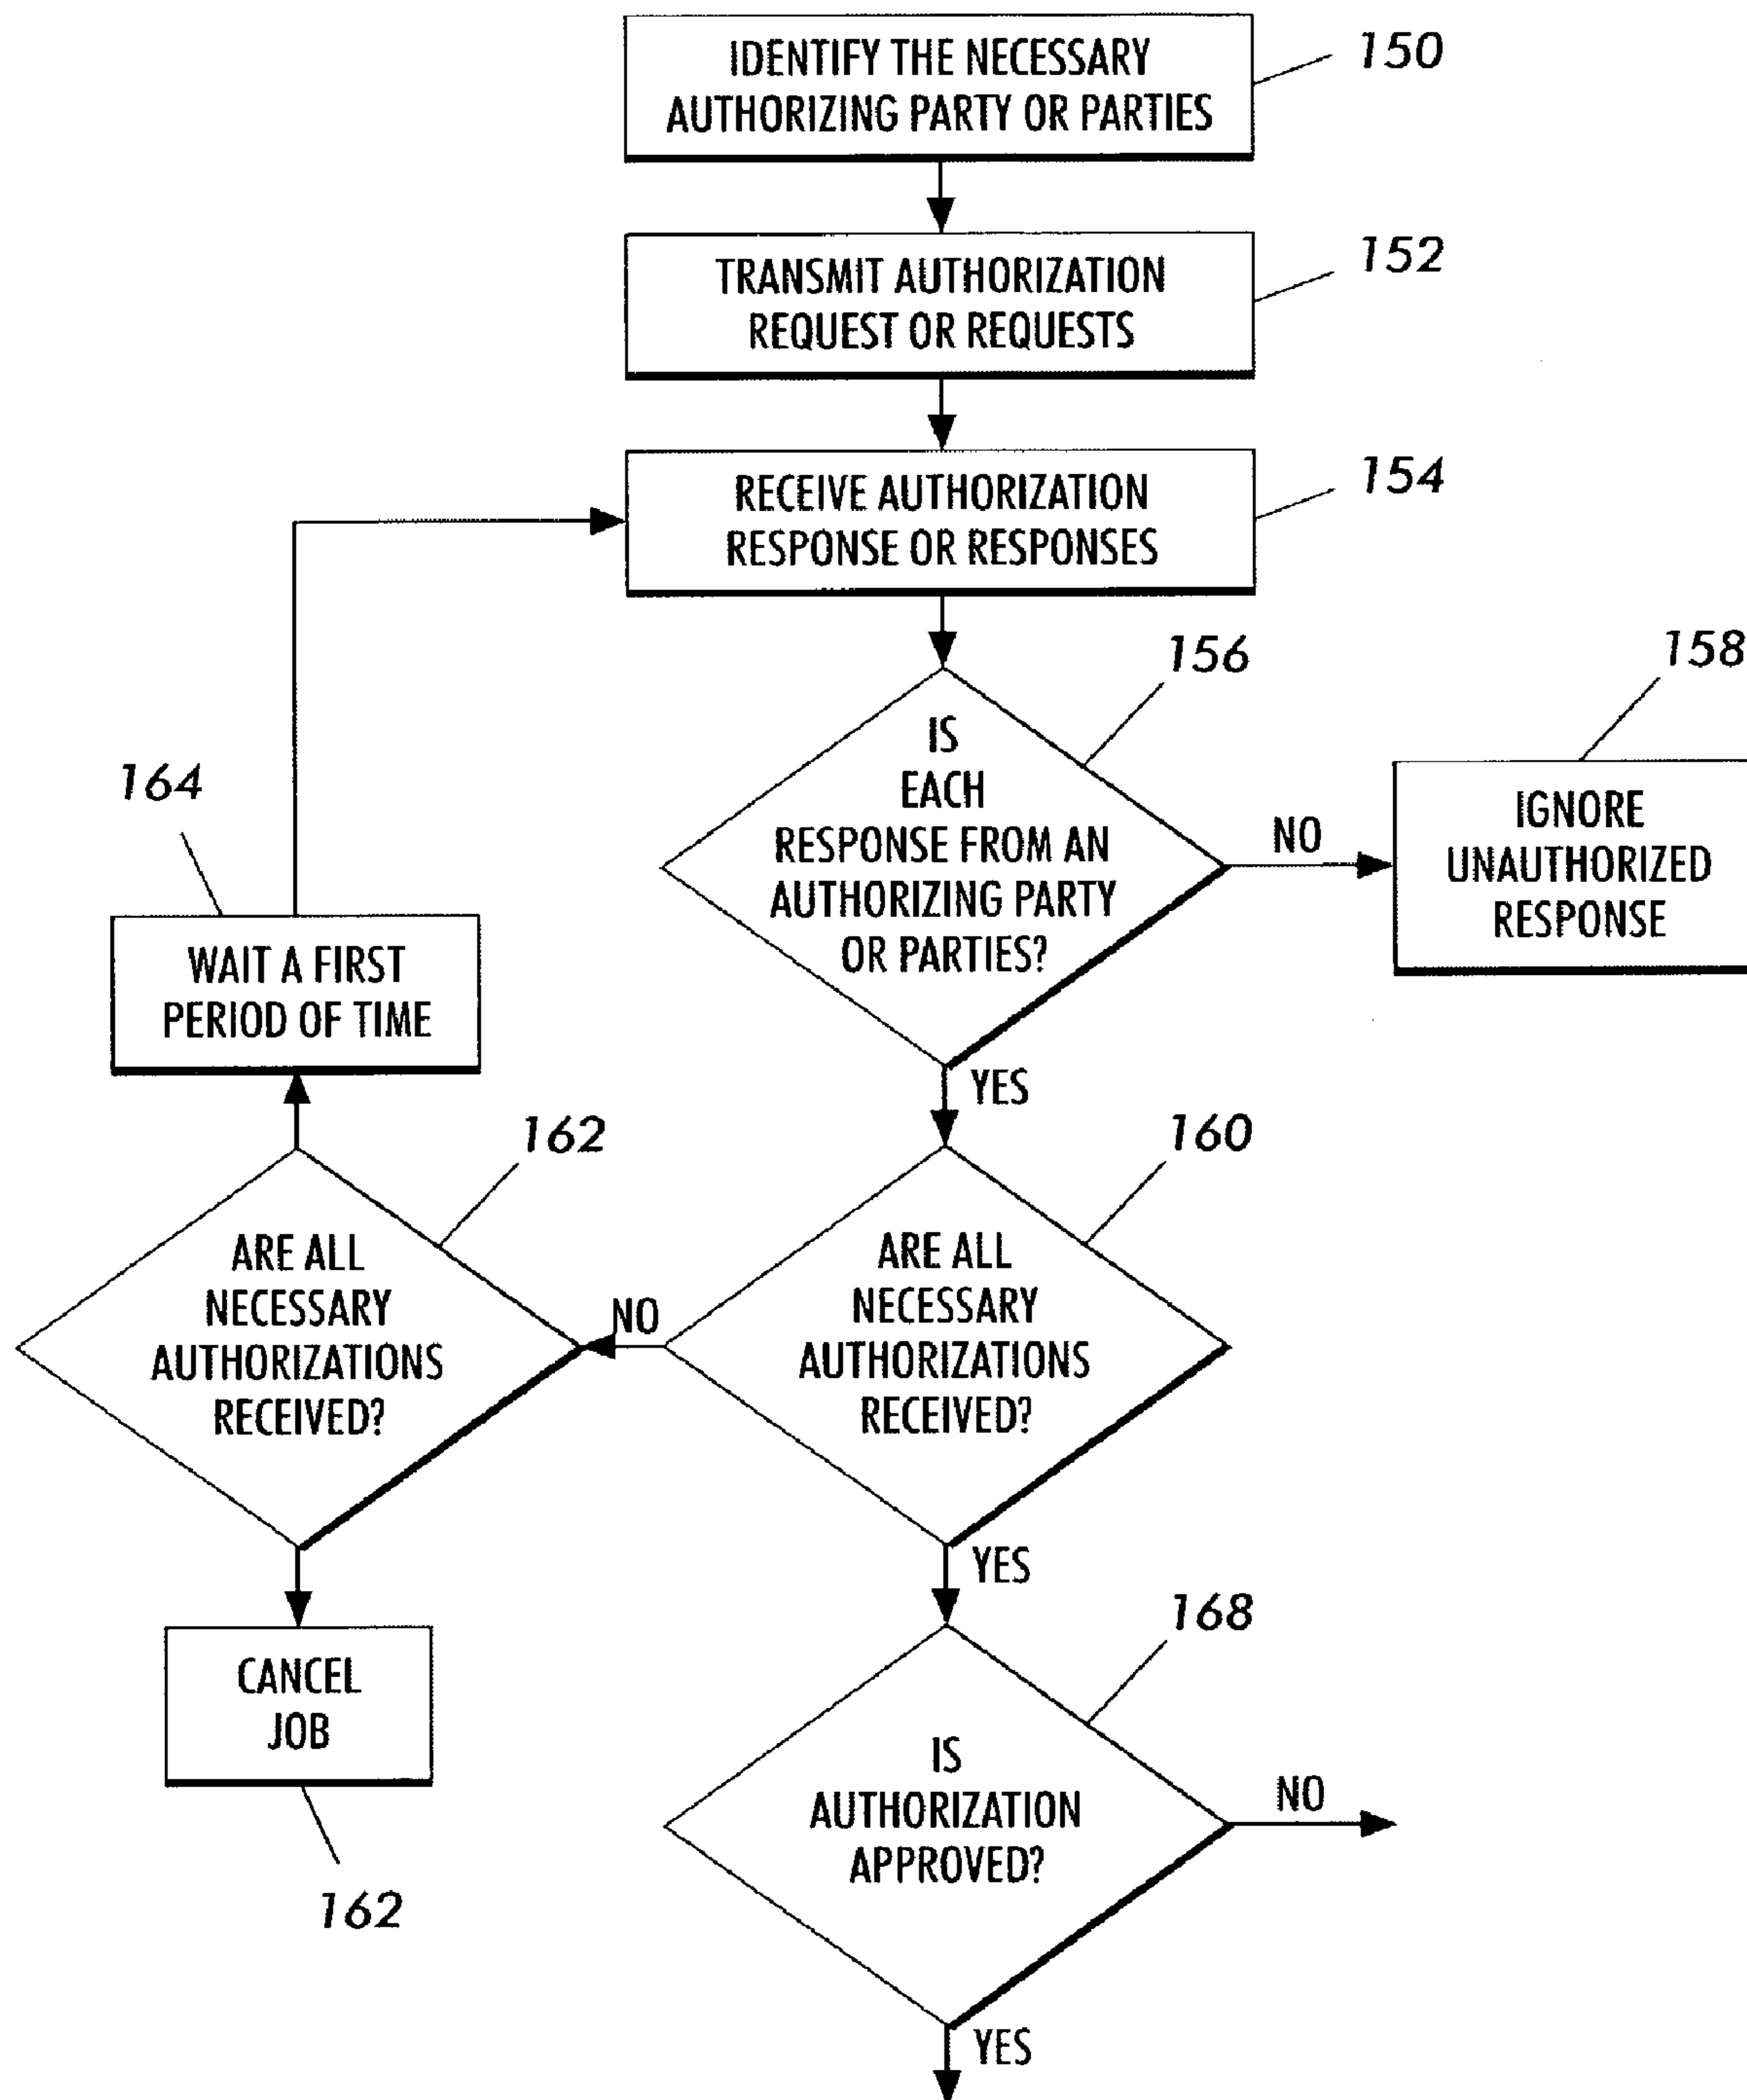 IDENTIFY THE NECESSARY
AUTHORIZING PARTY OR PARTIES
150
TRANSMIT AUTHORIZATION
REQUEST OR REQUESTS
152
RECEIVE AUTHORIZATION
RESPONSE OR RESPONSES
154
IS
EACH
RESPONSE FROM AN
AUTHORIZING PARTY
OR PARTIES?
156
NO
158
IGNORE
UNAUTHORIZED
RESPONSE
YES
164
WAIT A FIRST
PERIOD OF TIME
162
ARE ALL
NECESSARY
AUTHORIZATIONS
RECEIVED?
NO
160
ARE ALL
NECESSARY
AUTHORIZATIONS
RECEIVED?
YES
CANCEL
JOB
162
168
IS
AUTHORIZATION
APPROVED?
NO
YES